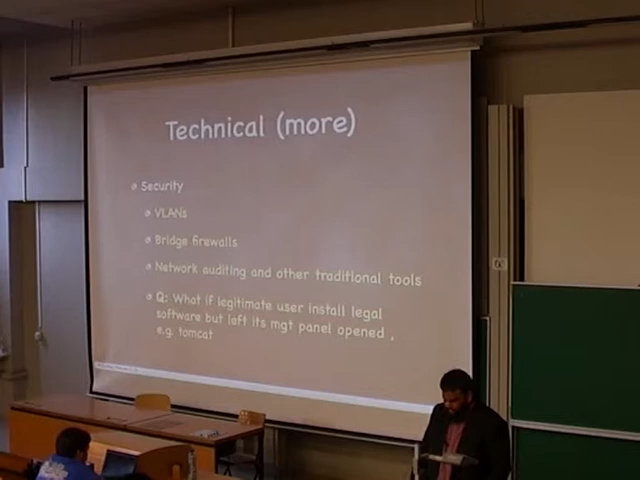 Technical (more)
Security
VLANs
Bridge firewalls
Network auditing and other traditional tools
Q: What if legitimate user install legal
software but left its mgt panel opened ,
e.g. tomcat